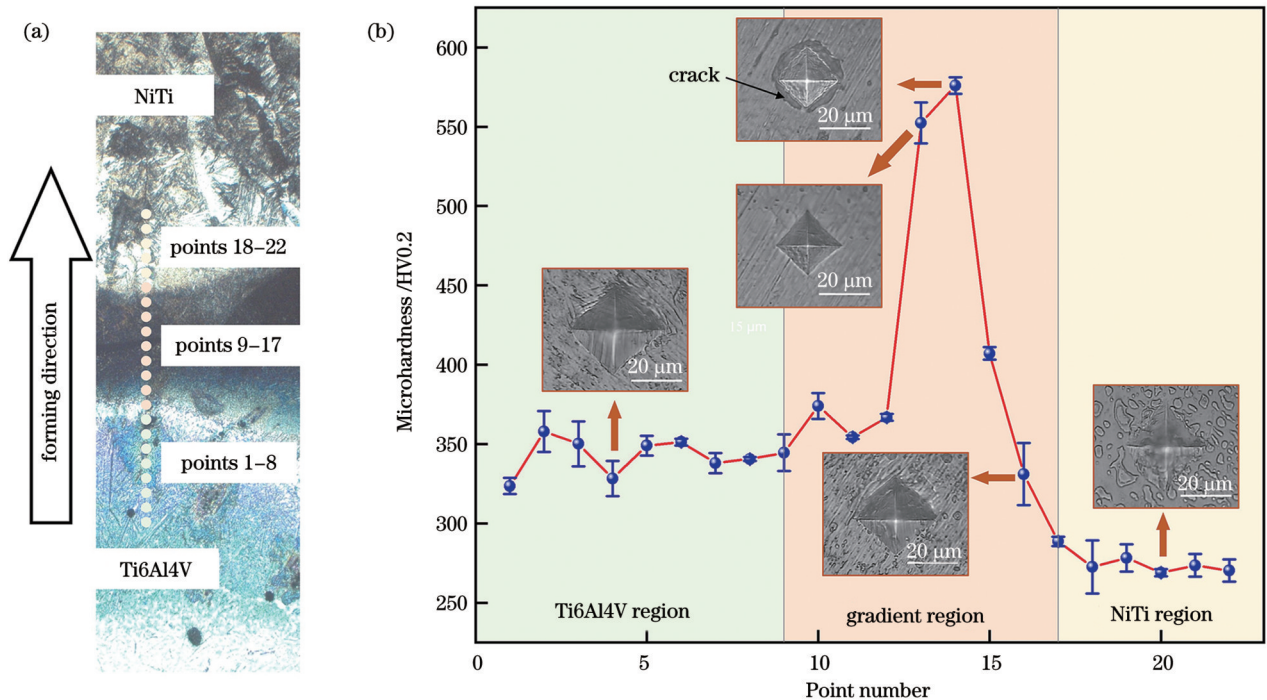 (a)
NiTi
points 18–22
points 9–17
points 1–8
Ti6Al4V
forming direction
(b)
Microhardness /HV0.2
600
550
500
450
400
350
300
250
0
5
10
15
20
Point number
crack
20 μm
20 μm
15 μm
20 μm
20 μm
20 μm
Ti6Al4V region
gradient region
NiTi region